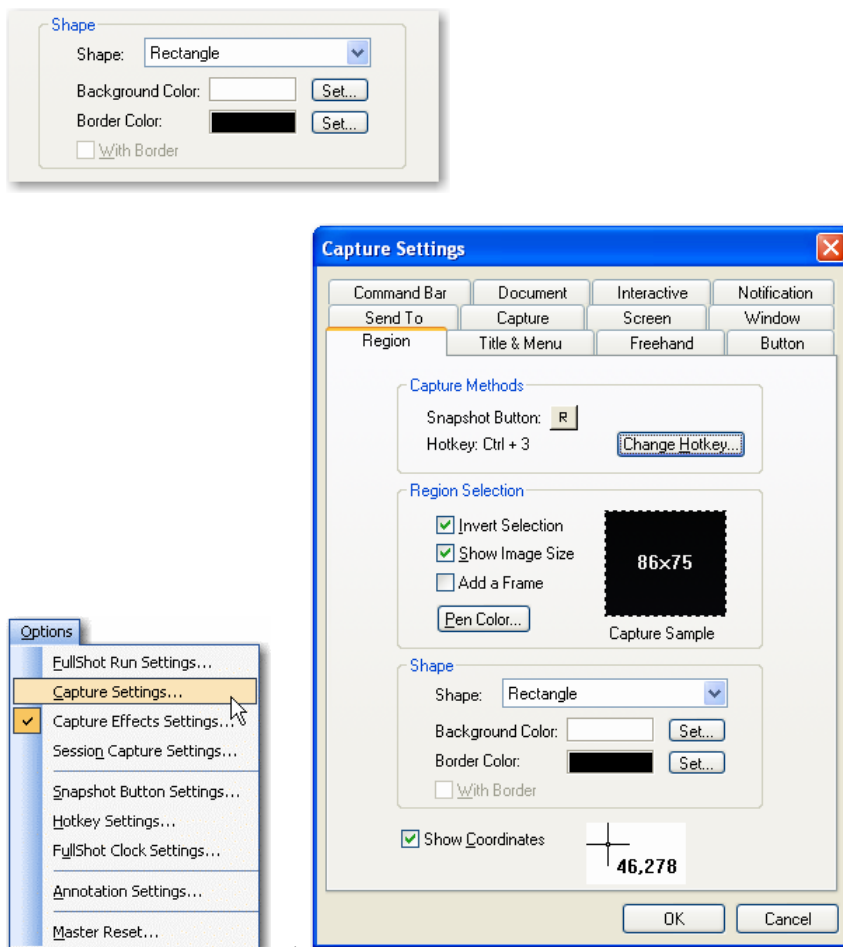 Shape
Shape: Rectangle
Background Color: Set...
Border Color: Set...
With Border
Options
FullShot Run Settings...
Capture Settings...
Capture Effects Settings...
Session Capture Settings...
Snapshot Button Settings...
Hotkey Settings...
FullShot Clock Settings...
Annotation Settings...
Master Reset...
Capture Settings
Command Bar Document Interactive Notification
Send To Capture Screen Window
Region Title & Menu Freehand Button
Capture Methods
Snapshot Button: R
Hotkey: Ctrl + 3 Change Hotkey...
Region Selection
Invert Selection
Show Image Size
Add a Frame
Pen Color...
86×75
Capture Sample
Shape
Shape: Rectangle
Background Color: Set...
Border Color: Set...
With Border
Show Coordinates
46,278
OK Cancel